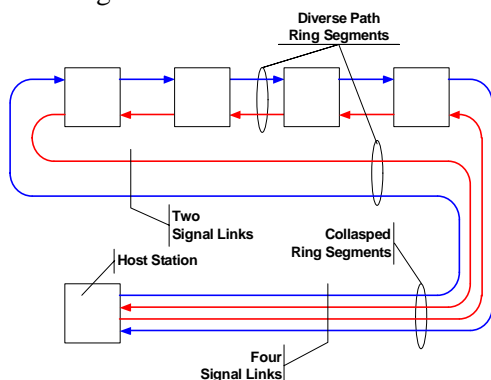 Diverse Path
Ring Segments
Two
Signal Links
Host Station
Collasped
Ring Segments
Four
Signal Links